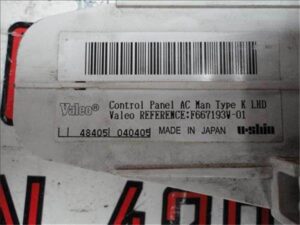 Valeo® Control Panel AC Man Type K LHD
Valeo REFERENCE:F667193W-01
48405 040405 MADE IN JAPAN u-shin